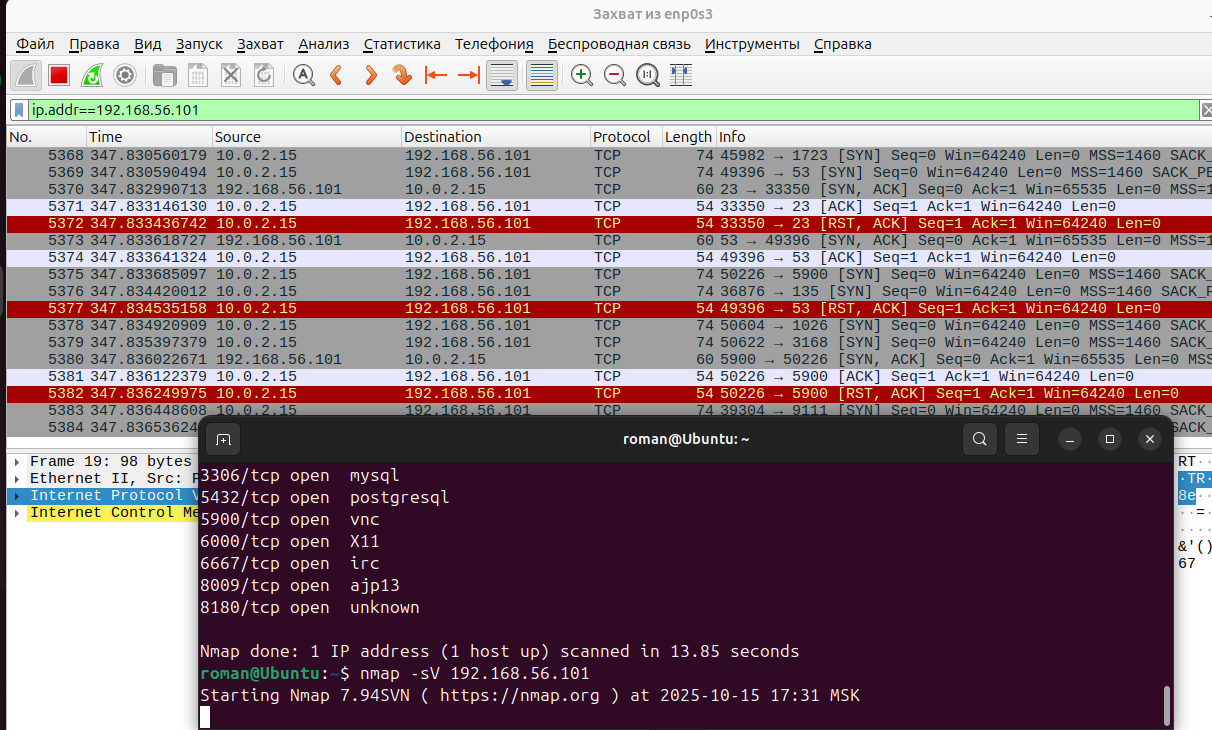 Захват из enp0s3
Файл Правка Вид Запуск Захват Анализ Статистика Телефония Беспроводная связь Инструменты Справка
ip.addr==192.168.56.101
No. Time Source Destination Protocol Length Info
5368 347.830560179 10.0.2.15 192.168.56.101 TCP 74 45982 → 1723 [SYN] Seq=0 Win=64240 Len=0 MSS=1460 SACK_P
5369 347.830590494 10.0.2.15 192.168.56.101 TCP 74 49396 → 53 [SYN] Seq=0 Win=64240 Len=0 MSS=1460 SACK_PE
5370 347.832990713 192.168.56.101 10.0.2.15 TCP 60 23 → 33350 [SYN, ACK] Seq=0 Ack=1 Win=65535 Len=0 MSS=1
5371 347.833146130 10.0.2.15 192.168.56.101 TCP 54 33350 → 23 [ACK] Seq=1 Ack=1 Win=64240 Len=0
5372 347.833436742 10.0.2.15 192.168.56.101 TCP 54 33350 → 23 [RST, ACK] Seq=1 Ack=1 Win=64240 Len=0
5373 347.833618727 192.168.56.101 10.0.2.15 TCP 60 53 → 49396 [SYN, ACK] Seq=0 Ack=1 Win=65535 Len=0 MSS=1
5374 347.833641324 10.0.2.15 192.168.56.101 TCP 54 49396 → 53 [ACK] Seq=1 Ack=1 Win=64240 Len=0
5375 347.833685097 10.0.2.15 192.168.56.101 TCP 74 50226 → 5900 [SYN] Seq=0 Win=64240 Len=0 MSS=1460 SACK_
5376 347.834420012 10.0.2.15 192.168.56.101 TCP 74 36876 → 135 [SYN] Seq=0 Win=64240 Len=0 MSS=1460 SACK_P
5377 347.834535158 10.0.2.15 192.168.56.101 TCP 54 49396 → 53 [RST, ACK] Seq=1 Ack=1 Win=64240 Len=0
5378 347.834920909 10.0.2.15 192.168.56.101 TCP 74 50604 → 1026 [SYN] Seq=0 Win=64240 Len=0 MSS=1460 SACK_
5379 347.835397379 10.0.2.15 192.168.56.101 TCP 74 50622 → 3168 [SYN] Seq=0 Win=64240 Len=0 MSS=1460 SACK_
5380 347.836022671 192.168.56.101 10.0.2.15 TCP 60 5900 → 50226 [SYN, ACK] Seq=0 Ack=1 Win=65535 Len=0 MSS
5381 347.836122379 10.0.2.15 192.168.56.101 TCP 54 50226 → 5900 [ACK] Seq=1 Ack=1 Win=64240 Len=0
5382 347.836249975 10.0.2.15 192.168.56.101 TCP 54 50226 → 5900 [RST, ACK] Seq=1 Ack=1 Win=64240 Len=0
5383 347.836448608 10.0.2.15 192.168.56.101 TCP 74 39304 → 9111 [SYN] Seq=0 Win=64240 Len=0 MSS=1460 SACK_
5384 347.83653624 SACK_
Frame 19: 98 bytes
Ethernet II, Src: P
Internet Protocol V
Internet Control Me
RT··
·TR·
8e··
··=·
····
&'()
67
roman@Ubuntu: ~
3306/tcp open mysql
5432/tcp open postgresql
5900/tcp open vnc
6000/tcp open X11
6667/tcp open irc
8009/tcp open ajp13
8180/tcp open unknown
Nmap done: 1 IP address (1 host up) scanned in 13.85 seconds
roman@Ubuntu:~$ nmap -sV 192.168.56.101
Starting Nmap 7.94SVN ( https://nmap.org ) at 2025-10-15 17:31 MSK